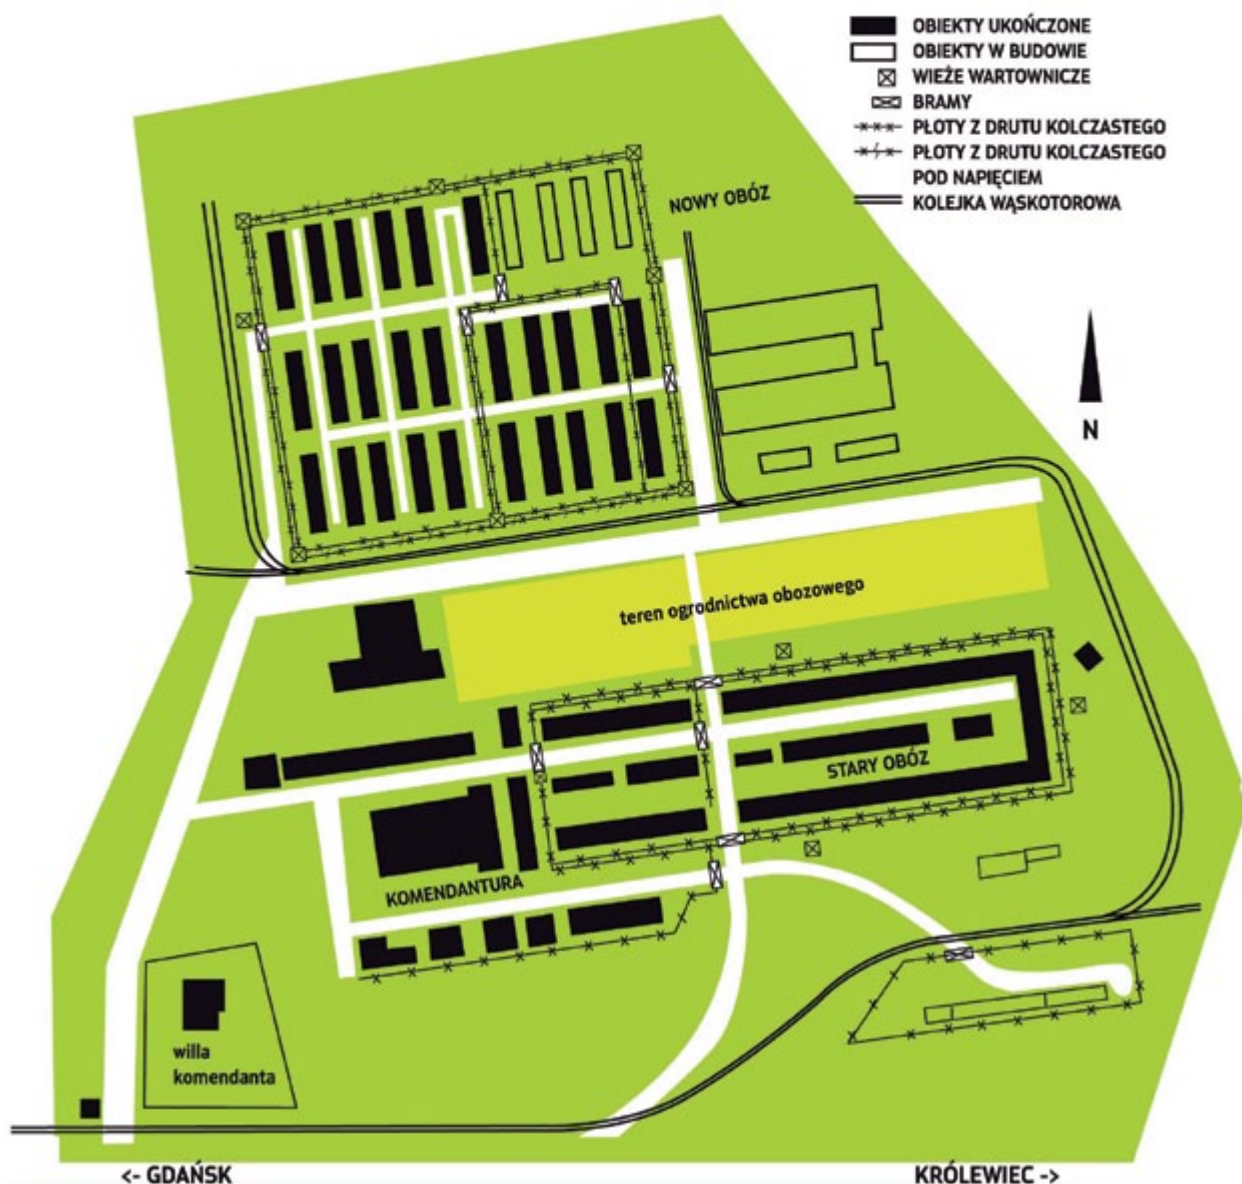 OBIEKTY UKOŃCZONE
OBIEKTY W BUDOWIE
WIEŻE WARTOWNICZE
BRAMY
PŁOTY Z DRUTU KOLCZASTEGO
PŁOTY Z DRUTU KOLCZASTEGO
POD NAPIĘCIEM
KOLEJKA WĄSKOTOROWA
NOWY OBÓZ
N
teren ogrodnictwa obozowego
STARY OBÓZ
KOMENDANTURA
willa
komendanta
<- GDAŃSK
KRÓLEWIEC ->